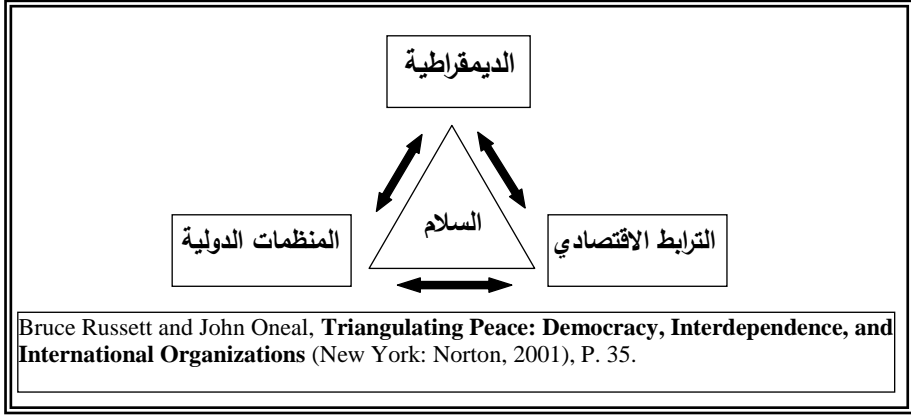 الديمقراطية
السلام
المنظمات الدولية
الترابط الاقتصادي
Bruce Russett and John Oneal, Triangulating Peace: Democracy, Interdependence, and
International Organizations (New York: Norton, 2001), P. 35.